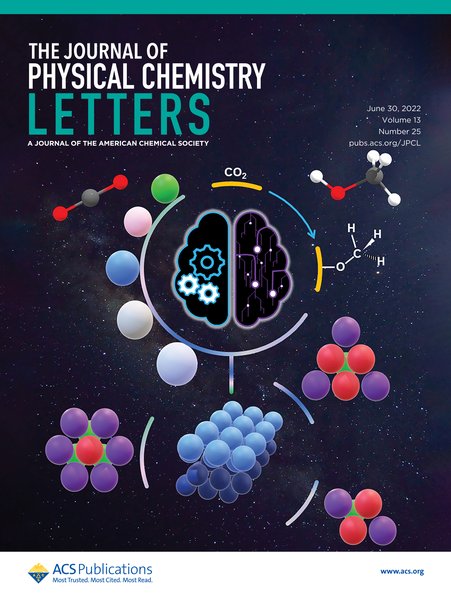 THE JOURNAL OF
PHYSICAL CHEMISTRY
LETTERS
A JOURNAL OF THE AMERICAN CHEMICAL SOCIETY
June 30, 2022
Volume 13
Number 25
pubs.acs.org/JPCL
CO₂
H
H
C
O
H
ACS Publications
Most Trusted. Most Cited. Most Read.
www.acs.org